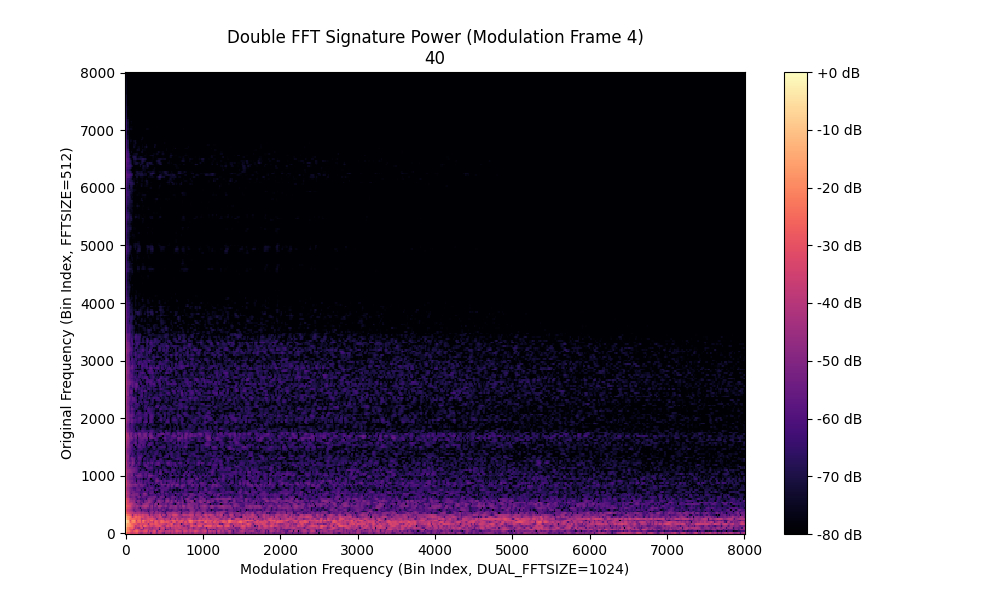 Double FFT Signature Power (Modulation Frame 4)
40
8000
7000
6000
5000
4000
3000
2000
1000
0
Original Frequency (Bin Index, FFTSIZE=512)
0 1000 2000 3000 4000 5000 6000 7000 8000
Modulation Frequency (Bin Index, DUAL_FFTSIZE=1024)
+0 dB
-10 dB
-20 dB
-30 dB
-40 dB
-50 dB
-60 dB
-70 dB
-80 dB